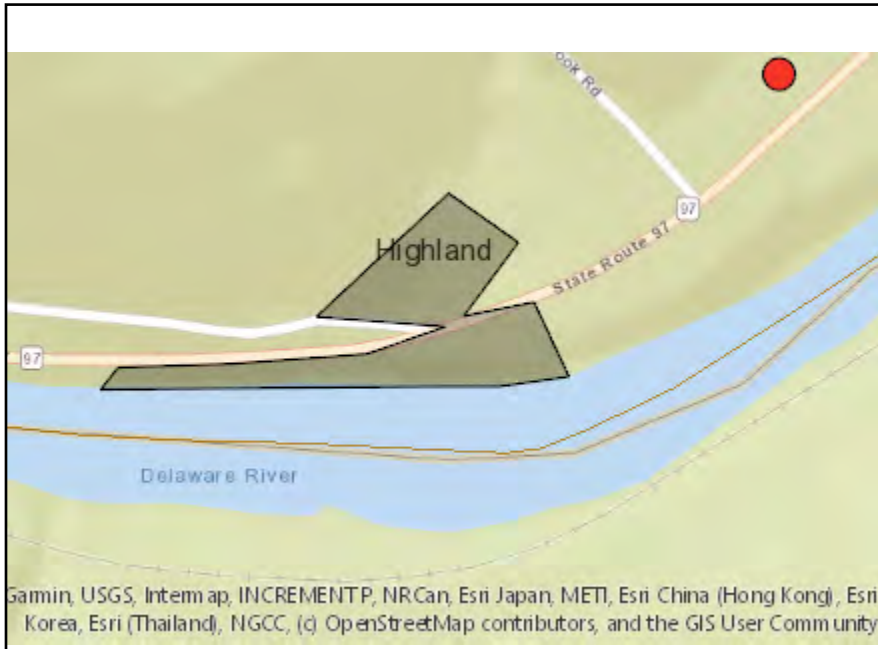 ook Rd
97
State Route 97
Highland
97
Delaware River
Garmin, USGS, Intermap, INCREMENT P, NRCan, Esri Japan, METI, Esri China (Hong Kong), Esri
Korea, Esri (Thailand), NGCC, (c) OpenStreetMap contributors, and the GIS User Community